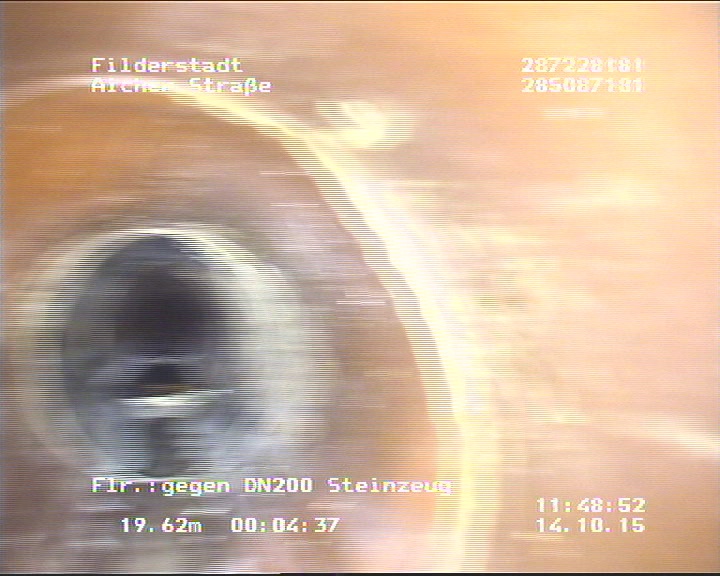 Filderstadt
Aicher Straße
287228181
285087181
Flr.:gegen DN200 Steinzeug
19.62m 00:04:37
11:48:52
14.10.15